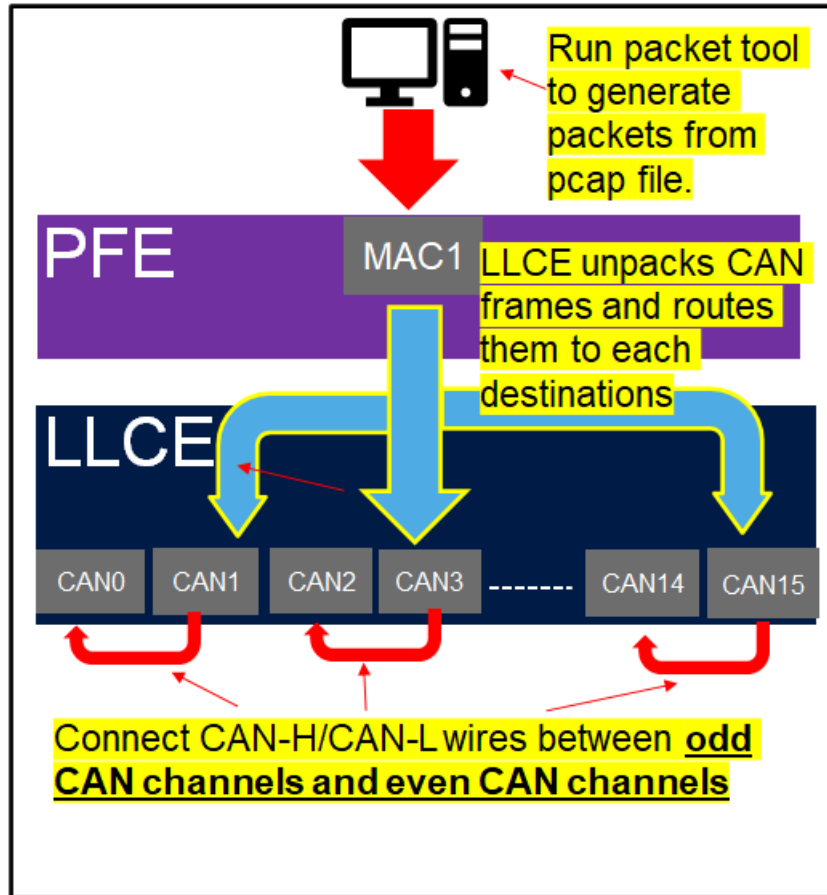 Run packet tool
to generate
packets from
pcap file.
PFE
MAC1
LLCE unpacks CAN
frames and routes
them to each
destinations
LLCE
CAN0
CAN1
CAN2
CAN3
CAN14
CAN15
Connect CAN-H/CAN-L wires between odd
CAN channels and even CAN channels